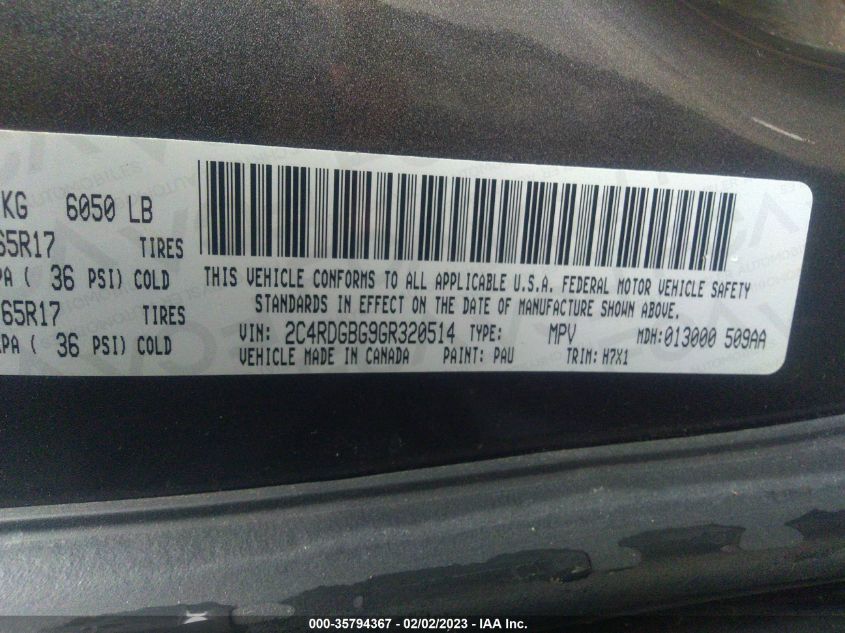 KG 6050 LB
65R17 TIRES
PA ( 36 PSI) COLD
65R17 TIRES
KPA ( 36 PSI) COLD
THIS VEHICLE CONFORMS TO ALL APPLICABLE U.S.A. FEDERAL MOTOR VEHICLE SAFETY
STANDARDS IN EFFECT ON THE DATE OF MANUFACTURE SHOWN ABOVE.
VIN: 2C4RDGBG9GR320514 TYPE: MPV MDH:013000 509AA
VEHICLE MADE IN CANADA PAINT: PAU TRIM: H7X1
000-35794367 - 02/02/2023 - IAA Inc.